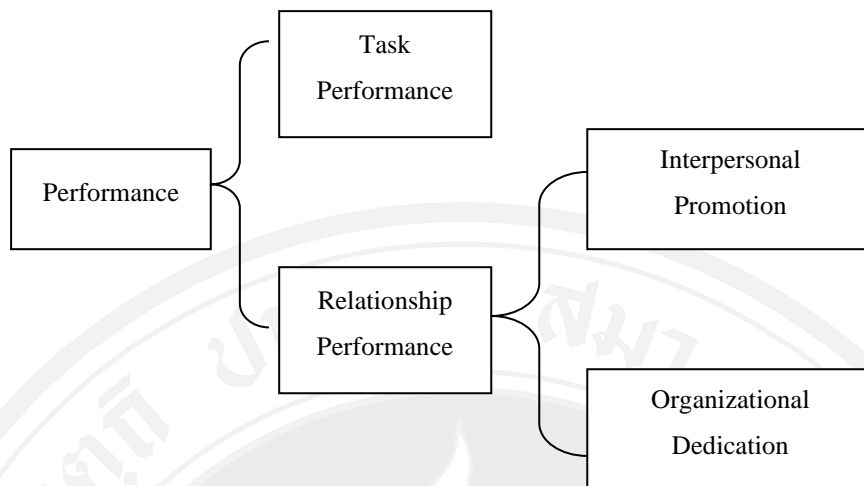 Task
Performance
Performance
Interpersonal
Promotion
Relationship
Performance
Organizational
Dedication